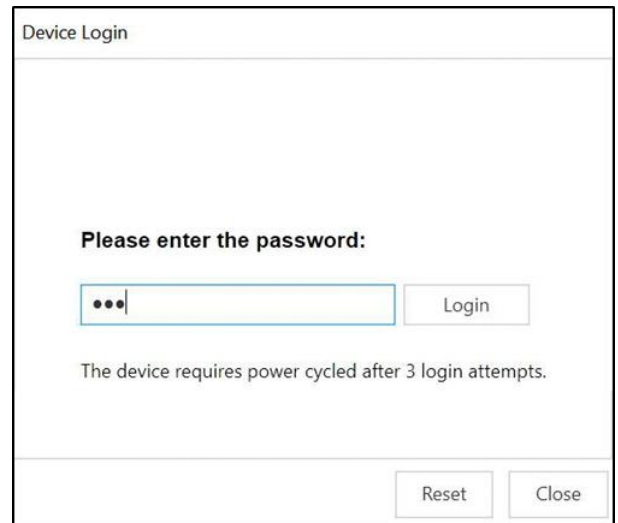 Device Login
Please enter the password:
●●●
Login
The device requires power cycled after 3 login attempts.
Reset
Close